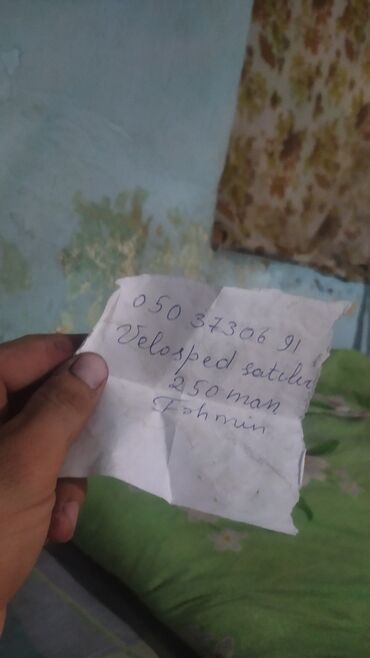 050 3730691
Velosped satılır
250 man
Fəhmin